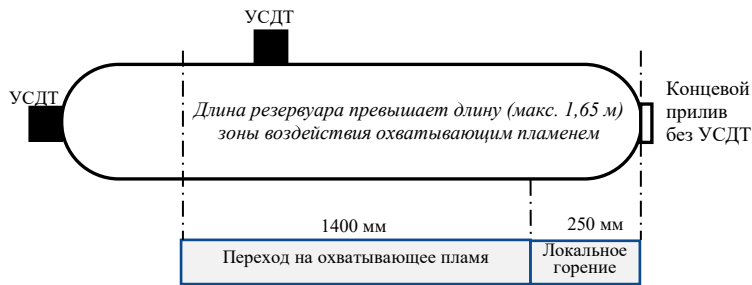 УСДТ
УСДТ
Длина резервуара превышает длину (макс. 1,65 м)
зоны воздействия охватывающим пламенем
Концевой
прилив
без УСДТ
1400 мм
250 мм
Переход на охватывающее пламя
Локальное
горение